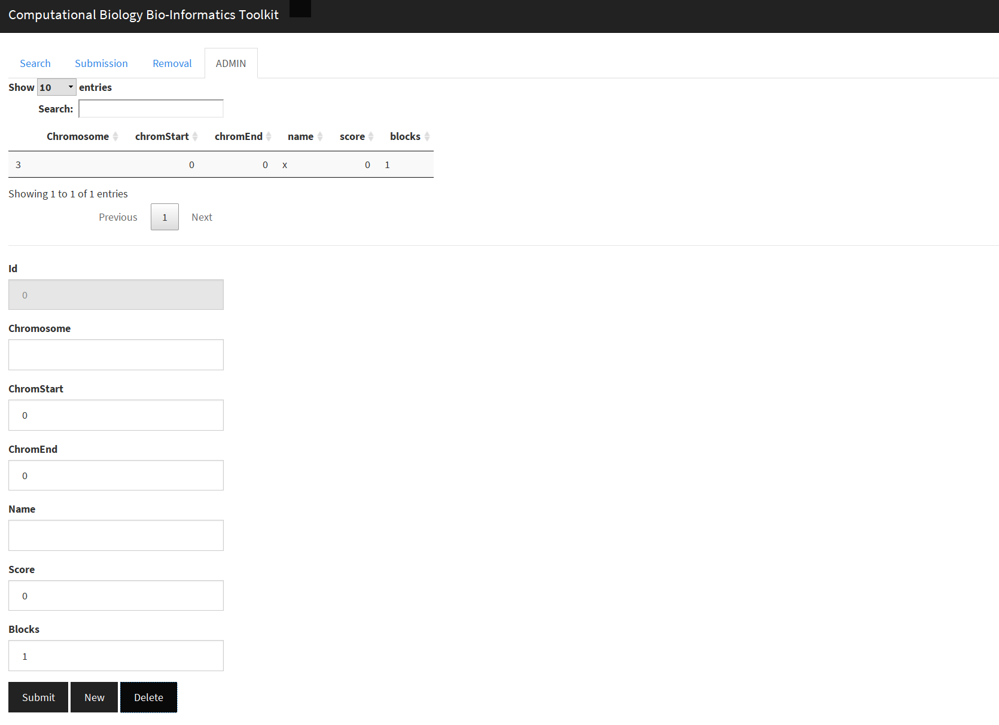 Computational Biology Bio-Informatics Toolkit
Search Submission Removal ADMIN
Show 10 entries
Search:
Chromosome chromStart chromEnd name score blocks
3 0 0 x 0 1
Showing 1 to 1 of 1 entries
Previous 1 Next
Id
0
Chromosome
ChromStart
0
ChromEnd
0
Name
Score
0
Blocks
1
Submit New Delete